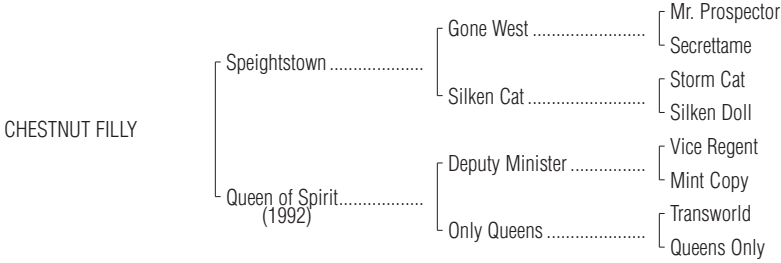 Mr. Prospector
Gone West ........................
Secrettame
Speightstown ....................
Storm Cat
Silken Cat .........................
Silken Doll
CHESTNUT FILLY
Vice Regent
Deputy Minister ................
Mint Copy
Queen of Spirit..................
(1992)
Transworld
Only Queens .....................
Queens Only